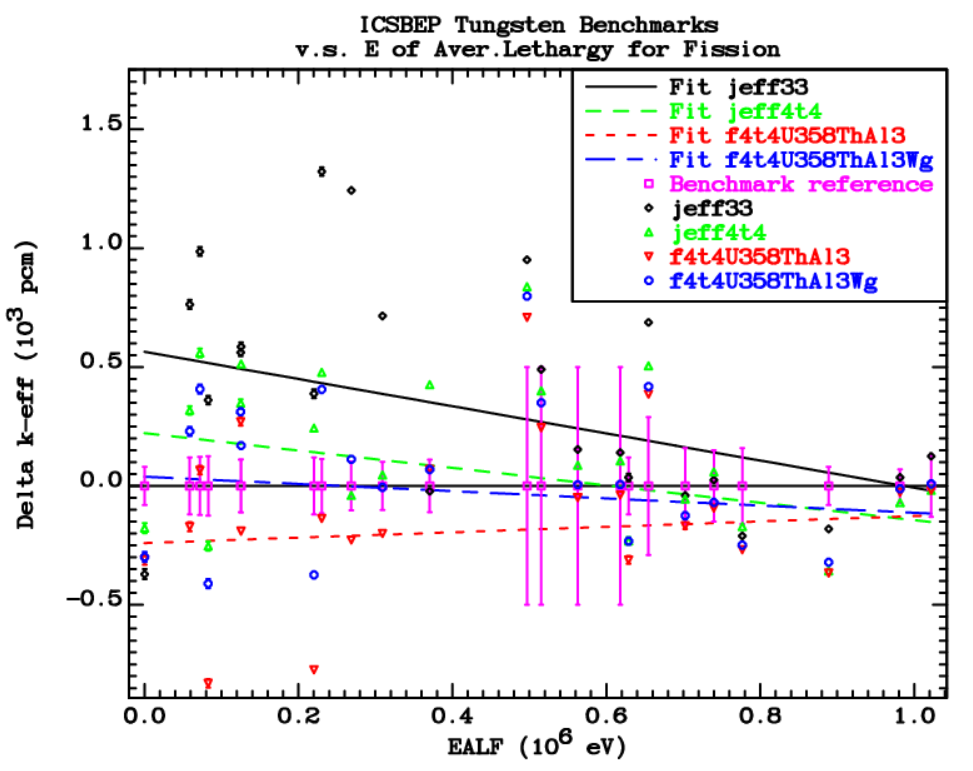 ICSBEP Tungsten Benchmarks
v.s. E of Aver.Lethargy for Fission
Fit jeff33
Fit jeff4t4
Fit f4t4U358ThAl3
Fit f4t4U358ThAl3Wg
Benchmark reference
jeff33
jeff4t4
f4t4U358ThAl3
f4t4U358ThAl3Wg
1.5
1.0
0.5
0.0
−0.5
Delta k-eff (10³ pcm)
0.0 0.2 0.4 0.6 0.8 1.0
EALF (10⁶ eV)